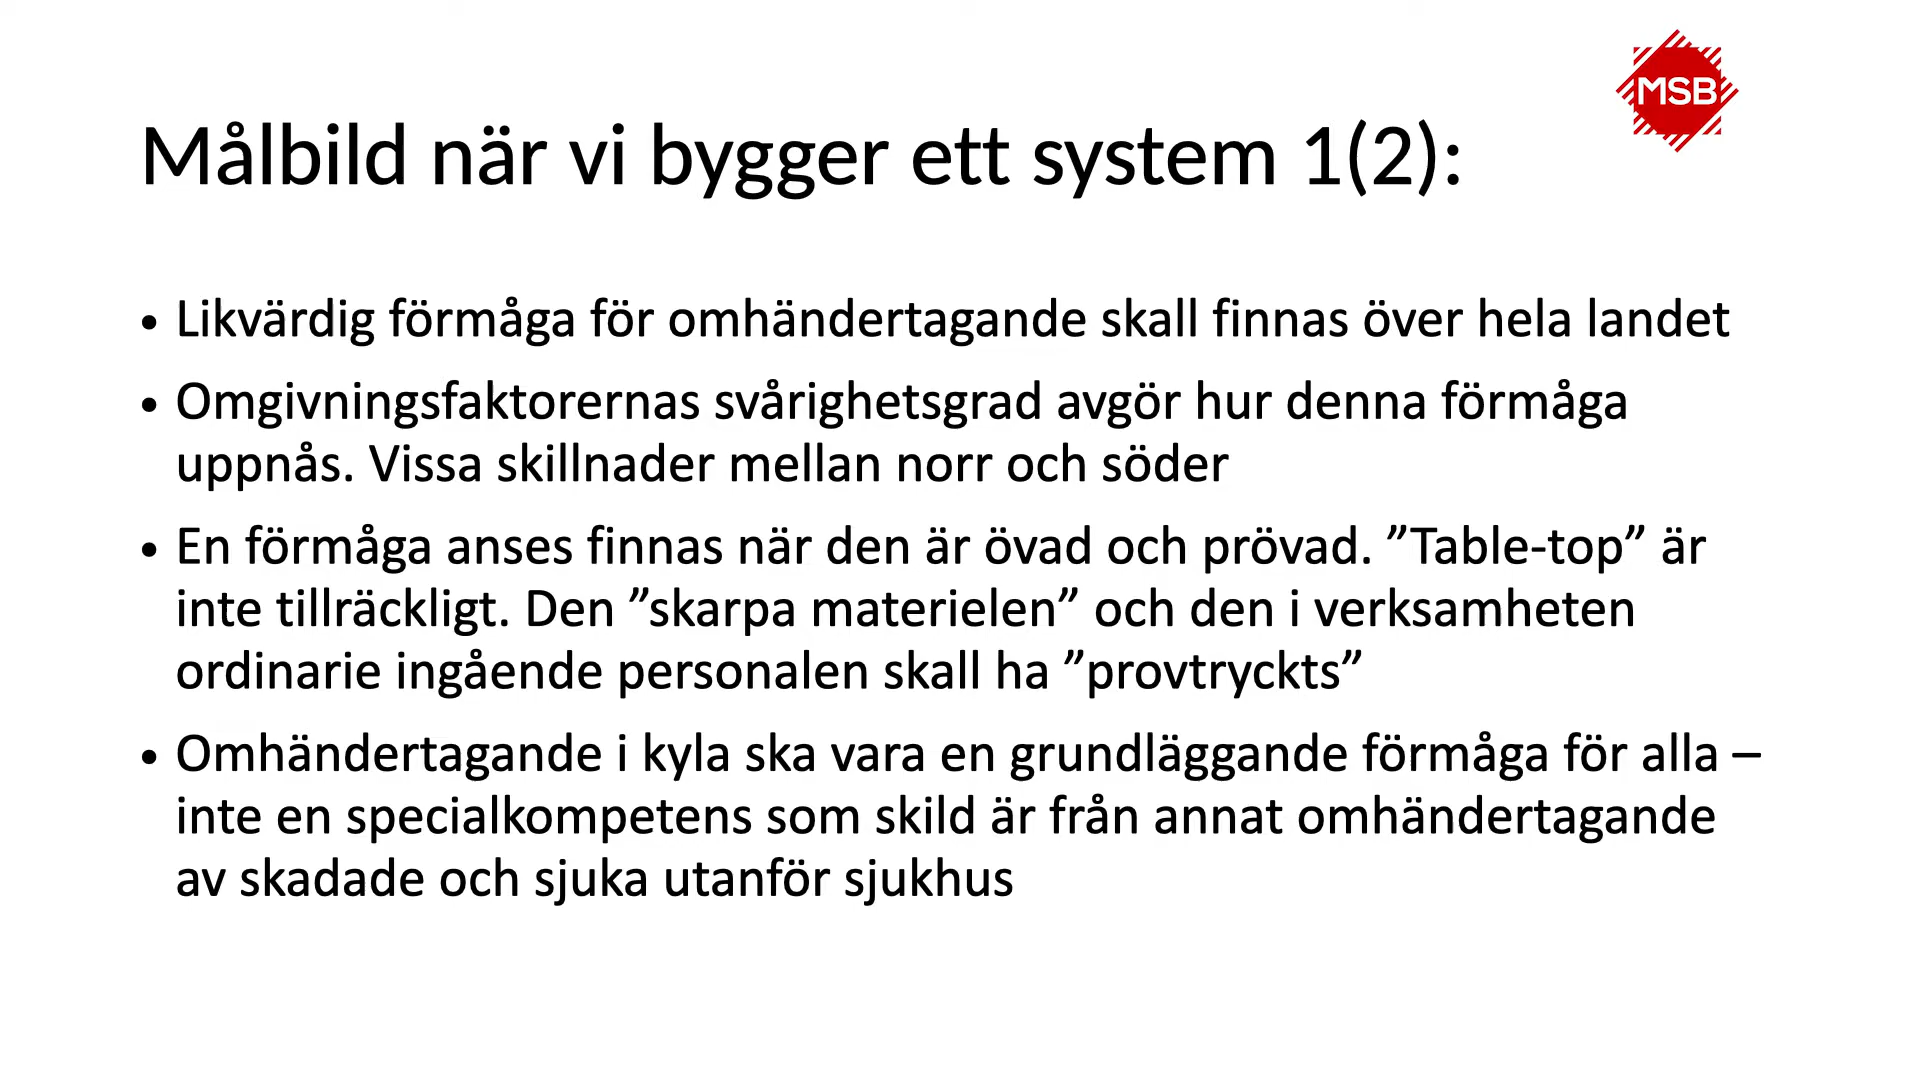 MSB
Målbild när vi bygger ett system 1(2):
• Likvärdig förmåga för omhändertagande skall finnas över hela landet
• Omgivningsfaktorernas svårighetsgrad avgör hur denna förmåga
uppnås. Vissa skillnader mellan norr och söder
• En förmåga anses finnas när den är övad och prövad. ”Table-top” är
inte tillräckligt. Den ”skarpa materielen” och den i verksamheten
ordinarie ingående personalen skall ha ”provtryckts”
• Omhändertagande i kyla ska vara en grundläggande förmåga för alla –
inte en specialkompetens som skild är från annat omhändertagande
av skadade och sjuka utanför sjukhus